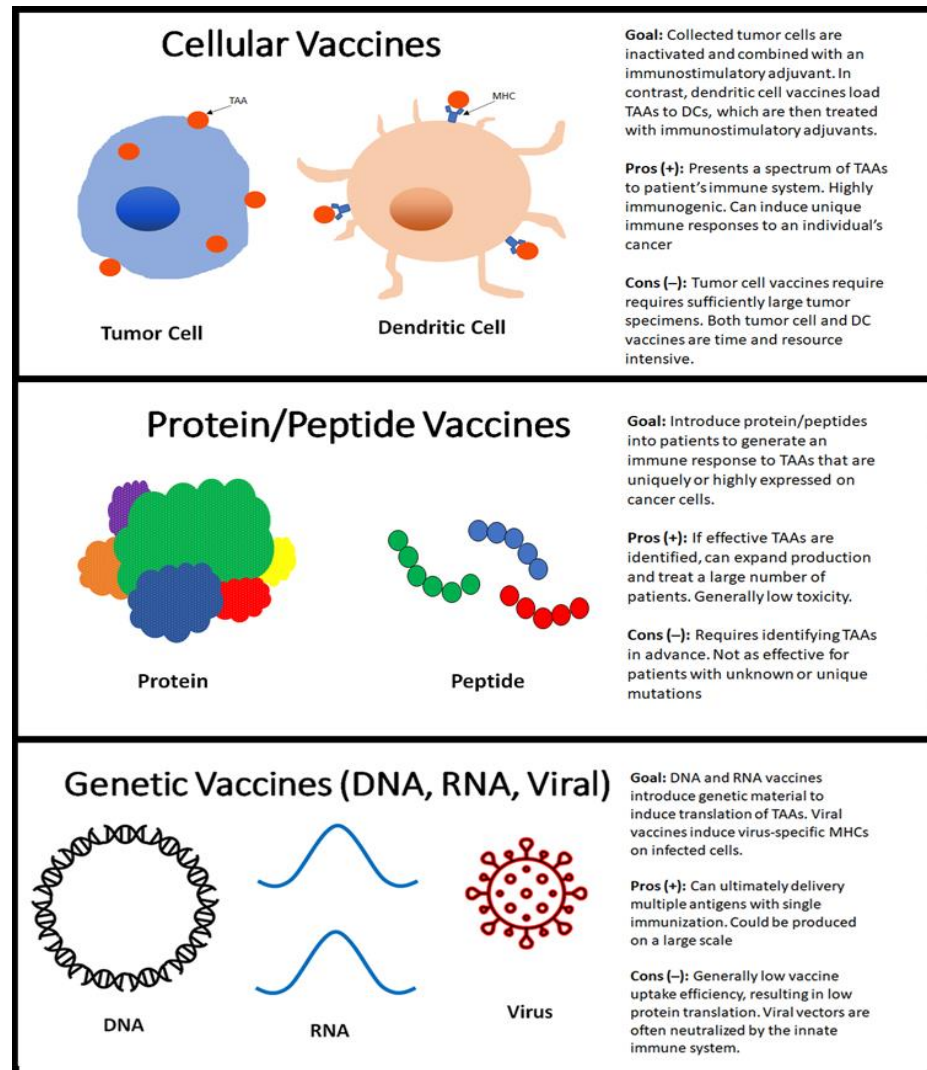 Cellular Vaccines
TAA
MHC
Tumor Cell
Dendritic Cell
Goal: Collected tumor cells are
inactivated and combined with an
immunostimulatory adjuvant. In
contrast, dendritic cell vaccines load
TAAs to DCs, which are then treated
with immunostimulatory adjuvants.
Pros (+): Presents a spectrum of TAAs
to patient's immune system. Highly
immunogenic. Can induce unique
immune responses to an individual's
cancer
Cons (–): Tumor cell vaccines require
requires sufficiently large tumor
specimens. Both tumor cell and DC
vaccines are time and resource
intensive.
Protein/Peptide Vaccines
Protein
Peptide
Goal: Introduce protein/peptides
into patients to generate an
immune response to TAAs that are
uniquely or highly expressed on
cancer cells.
Pros (+): If effective TAAs are
identified, can expand production
and treat a large number of
patients. Generally low toxicity.
Cons (–): Requires identifying TAAs
in advance. Not as effective for
patients with unknown or unique
mutations
Genetic Vaccines (DNA, RNA, Viral)
DNA
RNA
Virus
Goal: DNA and RNA vaccines
introduce genetic material to
induce translation of TAAs. Viral
vaccines induce virus-specific MHCs
on infected cells.
Pros (+): Can ultimately delivery
multiple antigens with single
immunization. Could be produced
on a large scale
Cons (–): Generally low vaccine
uptake efficiency, resulting in low
protein translation. Viral vectors are
often neutralized by the innate
immune system.